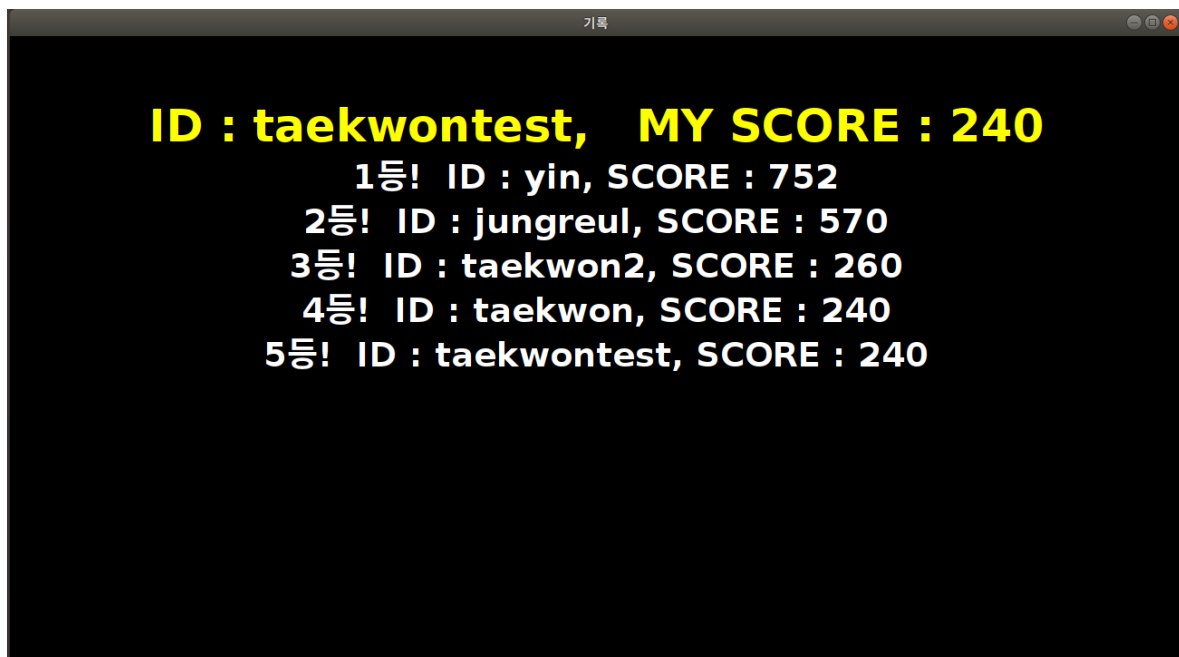 기록
ID : taekwontest, MY SCORE : 240
1등! ID : yin, SCORE : 752
2등! ID : jungreul, SCORE : 570
3등! ID : taekwon2, SCORE : 260
4등! ID : taekwon, SCORE : 240
5등! ID : taekwontest, SCORE : 240